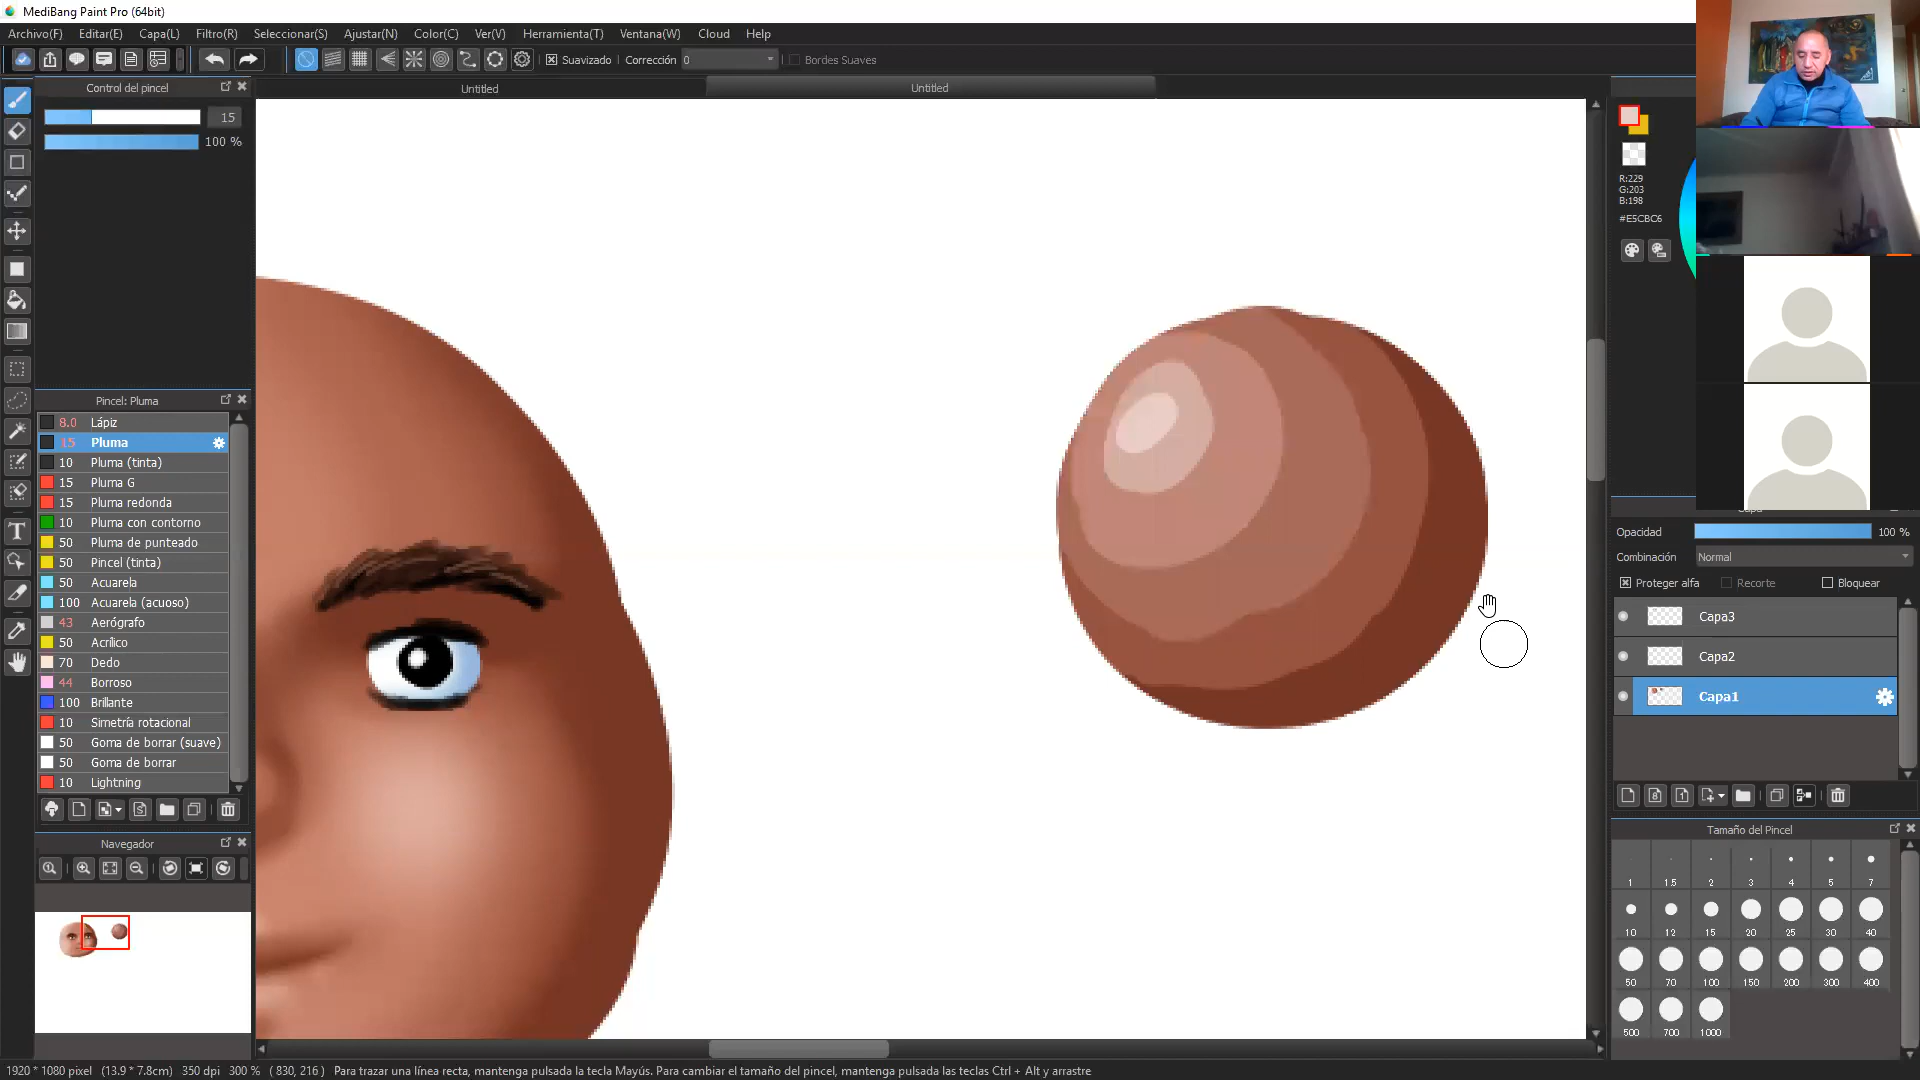 MediBang Paint Pro (64bit)
Archivo(F) Editar(E) Capa(L) Filtro(R) Seleccionar(S) Ajustar(N) Color(C) Ver(V) Herramienta(T) Ventana(W) Cloud Help
Suavizado Corrección 0 Bordes Suaves
Control del pincel
Untitled Untitled
15
100 %
R:229
G:203
B:198
#E5CBC6
Pincel: Pluma
8.0 Lápiz
15 Pluma
10 Pluma (tinta)
15 Pluma G
15 Pluma redonda
10 Pluma con contorno
50 Pluma de punteado
50 Pincel (tinta)
50 Acuarela
100 Acuarela (acuoso)
43 Aerógrafo
50 Acrílico
70 Dedo
44 Borroso
100 Brillante
10 Simetría rotacional
50 Goma de borrar (suave)
50 Goma de borrar
10 Lightning
Opacidad 100 %
Combinación Normal
Proteger alfa Recorte Bloquear
Capa3
Capa2
Capa1
Navegador
Tamaño del Pincel
1 1.5 2 3 4 5 7
10 12 15 20 25 30 40
50 70 100 150 200 300 400
500 700 1000
1920 * 1080 pixel (13.9 * 7.8cm) 350 dpi 300 % ( 830, 216 ) Para trazar una línea recta, mantenga pulsada la tecla Mayús. Para cambiar el tamaño del pincel, mantenga pulsada las teclas Ctrl + Alt y arrastre